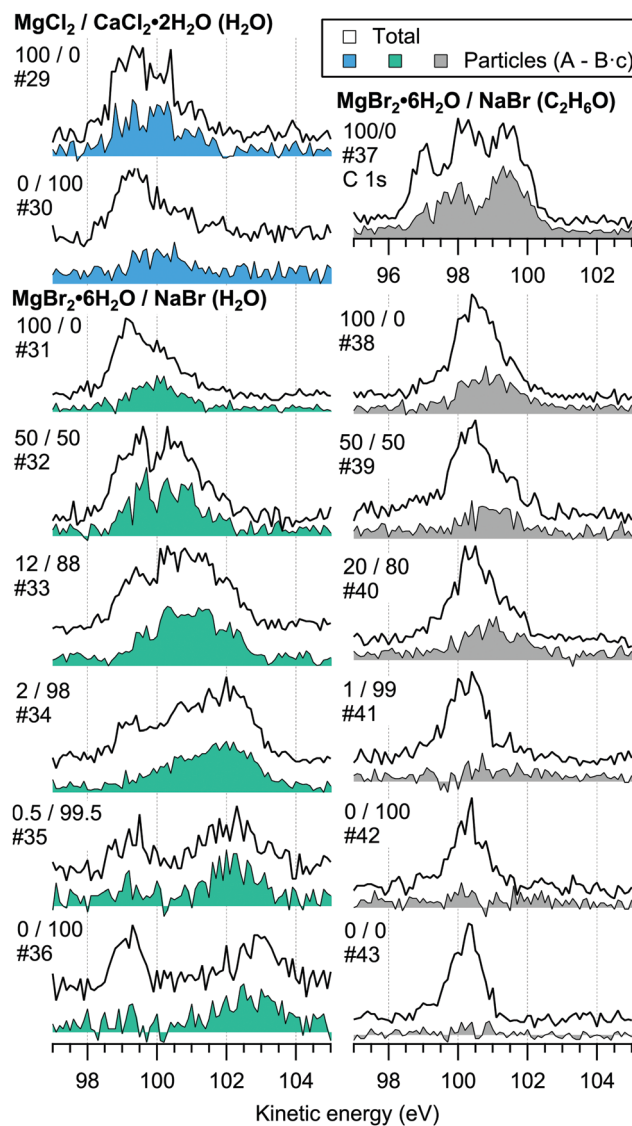 MgCl₂ / CaCl₂•2H₂O (H₂O)
100 / 0
#29
0 / 100
#30
MgBr₂•6H₂O / NaBr (H₂O)
100 / 0
#31
50 / 50
#32
12 / 88
#33
2 / 98
#34
0.5 / 99.5
#35
0 / 100
#36
98 100 102 104
Total
Particles (A - B·c)
MgBr₂•6H₂O / NaBr (C₂H₆O)
100/0
#37
C 1s
96 98 100 102
100 / 0
#38
50 / 50
#39
20 / 80
#40
1 / 99
#41
0 / 100
#42
0 / 0
#43
98 100 102 104
Kinetic energy (eV)